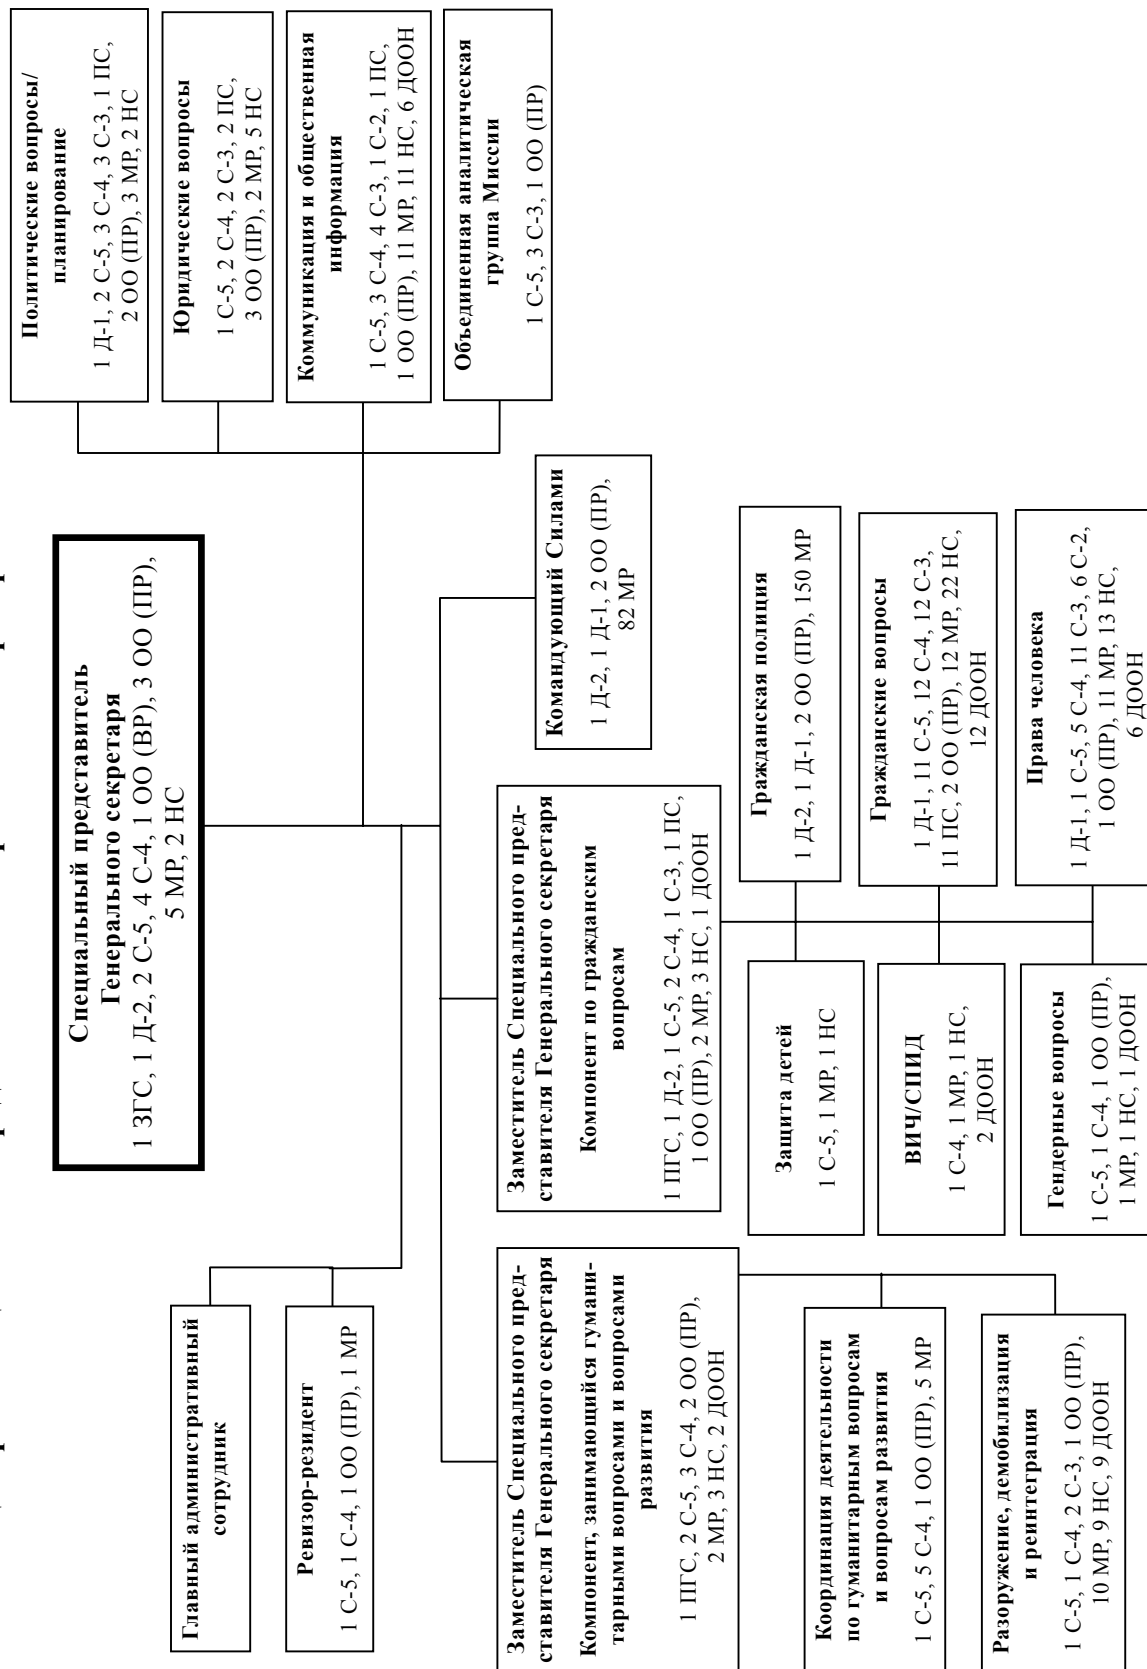 Специальный представитель
Генерального секретаря
1 ЗГС, 1 Д-2, 2 С-5, 4 С-4, 1 ОО (ВР), 3 ОО (ПР),
5 МР, 2 НС
Главный административный
сотрудник
Ревизор-резидент
1 С-5, 1 С-4, 1 ОО (ПР), 1 МР
Политические вопросы/
планирование
1 Д-1, 2 С-5, 3 С-4, 3 С-3, 1 ПС,
2 ОО (ПР), 3 МР, 2 НС
Юридические вопросы
1 С-5, 2 С-4, 2 С-3, 2 ПС,
3 ОО (ПР), 2 МР, 5 НС
Коммуникация и общественная
информация
1 С-5, 3 С-4, 4 С-3, 1 С-2, 1 ПС,
1 ОО (ПР), 11 МР, 11 НС, 6 ДООН
Объединенная аналитическая
группа Миссии
1 С-5, 3 С-3, 1 ОО (ПР)
Заместитель Специального пред-
ставителя Генерального секретаря
Компонент, занимающийся гумани-
тарными вопросами и вопросами
развития
1 ПГС, 2 С-5, 3 С-4, 2 ОО (ПР),
2 МР, 3 НС, 2 ДООН
Заместитель Специального пред-
ставителя Генерального секретаря
Компонент по гражданским
вопросам
1 ПГС, 1 Д-2, 1 С-5, 2 С-4, 1 С-3, 1 ПС,
1 ОО (ПР), 2 МР, 3 НС, 1 ДООН
Командующий Силами
1 Д-2, 1 Д-1, 2 ОО (ПР),
82 МР
Координация деятельности
по гуманитарным вопросам
и вопросам развития
1 С-5, 5 С-4, 1 ОО (ПР), 5 МР
Разоружение, демобилизация
и реинтеграция
1 С-5, 1 С-4, 2 С-3, 1 ОО (ПР),
10 МР, 9 НС, 9 ДООН
Защита детей
1 С-5, 1 МР, 1 НС
Гражданская полиция
1 Д-2, 1 Д-1, 2 ОО (ПР), 150 МР
ВИЧ/СПИД
1 С-4, 1 МР, 1 НС,
2 ДООН
Гражданские вопросы
1 Д-1, 11 С-5, 12 С-4, 12 С-3,
11 ПС, 2 ОО (ПР), 12 МР, 22 НС,
12 ДООН
Гендерные вопросы
1 С-5, 1 С-4, 1 ОО (ПР),
1 МР, 1 НС, 1 ДООН
Права человека
1 Д-1, 1 С-5, 5 С-4, 11 С-3, 6 С-2,
1 ОО (ПР), 11 МР, 13 НС,
6 ДООН